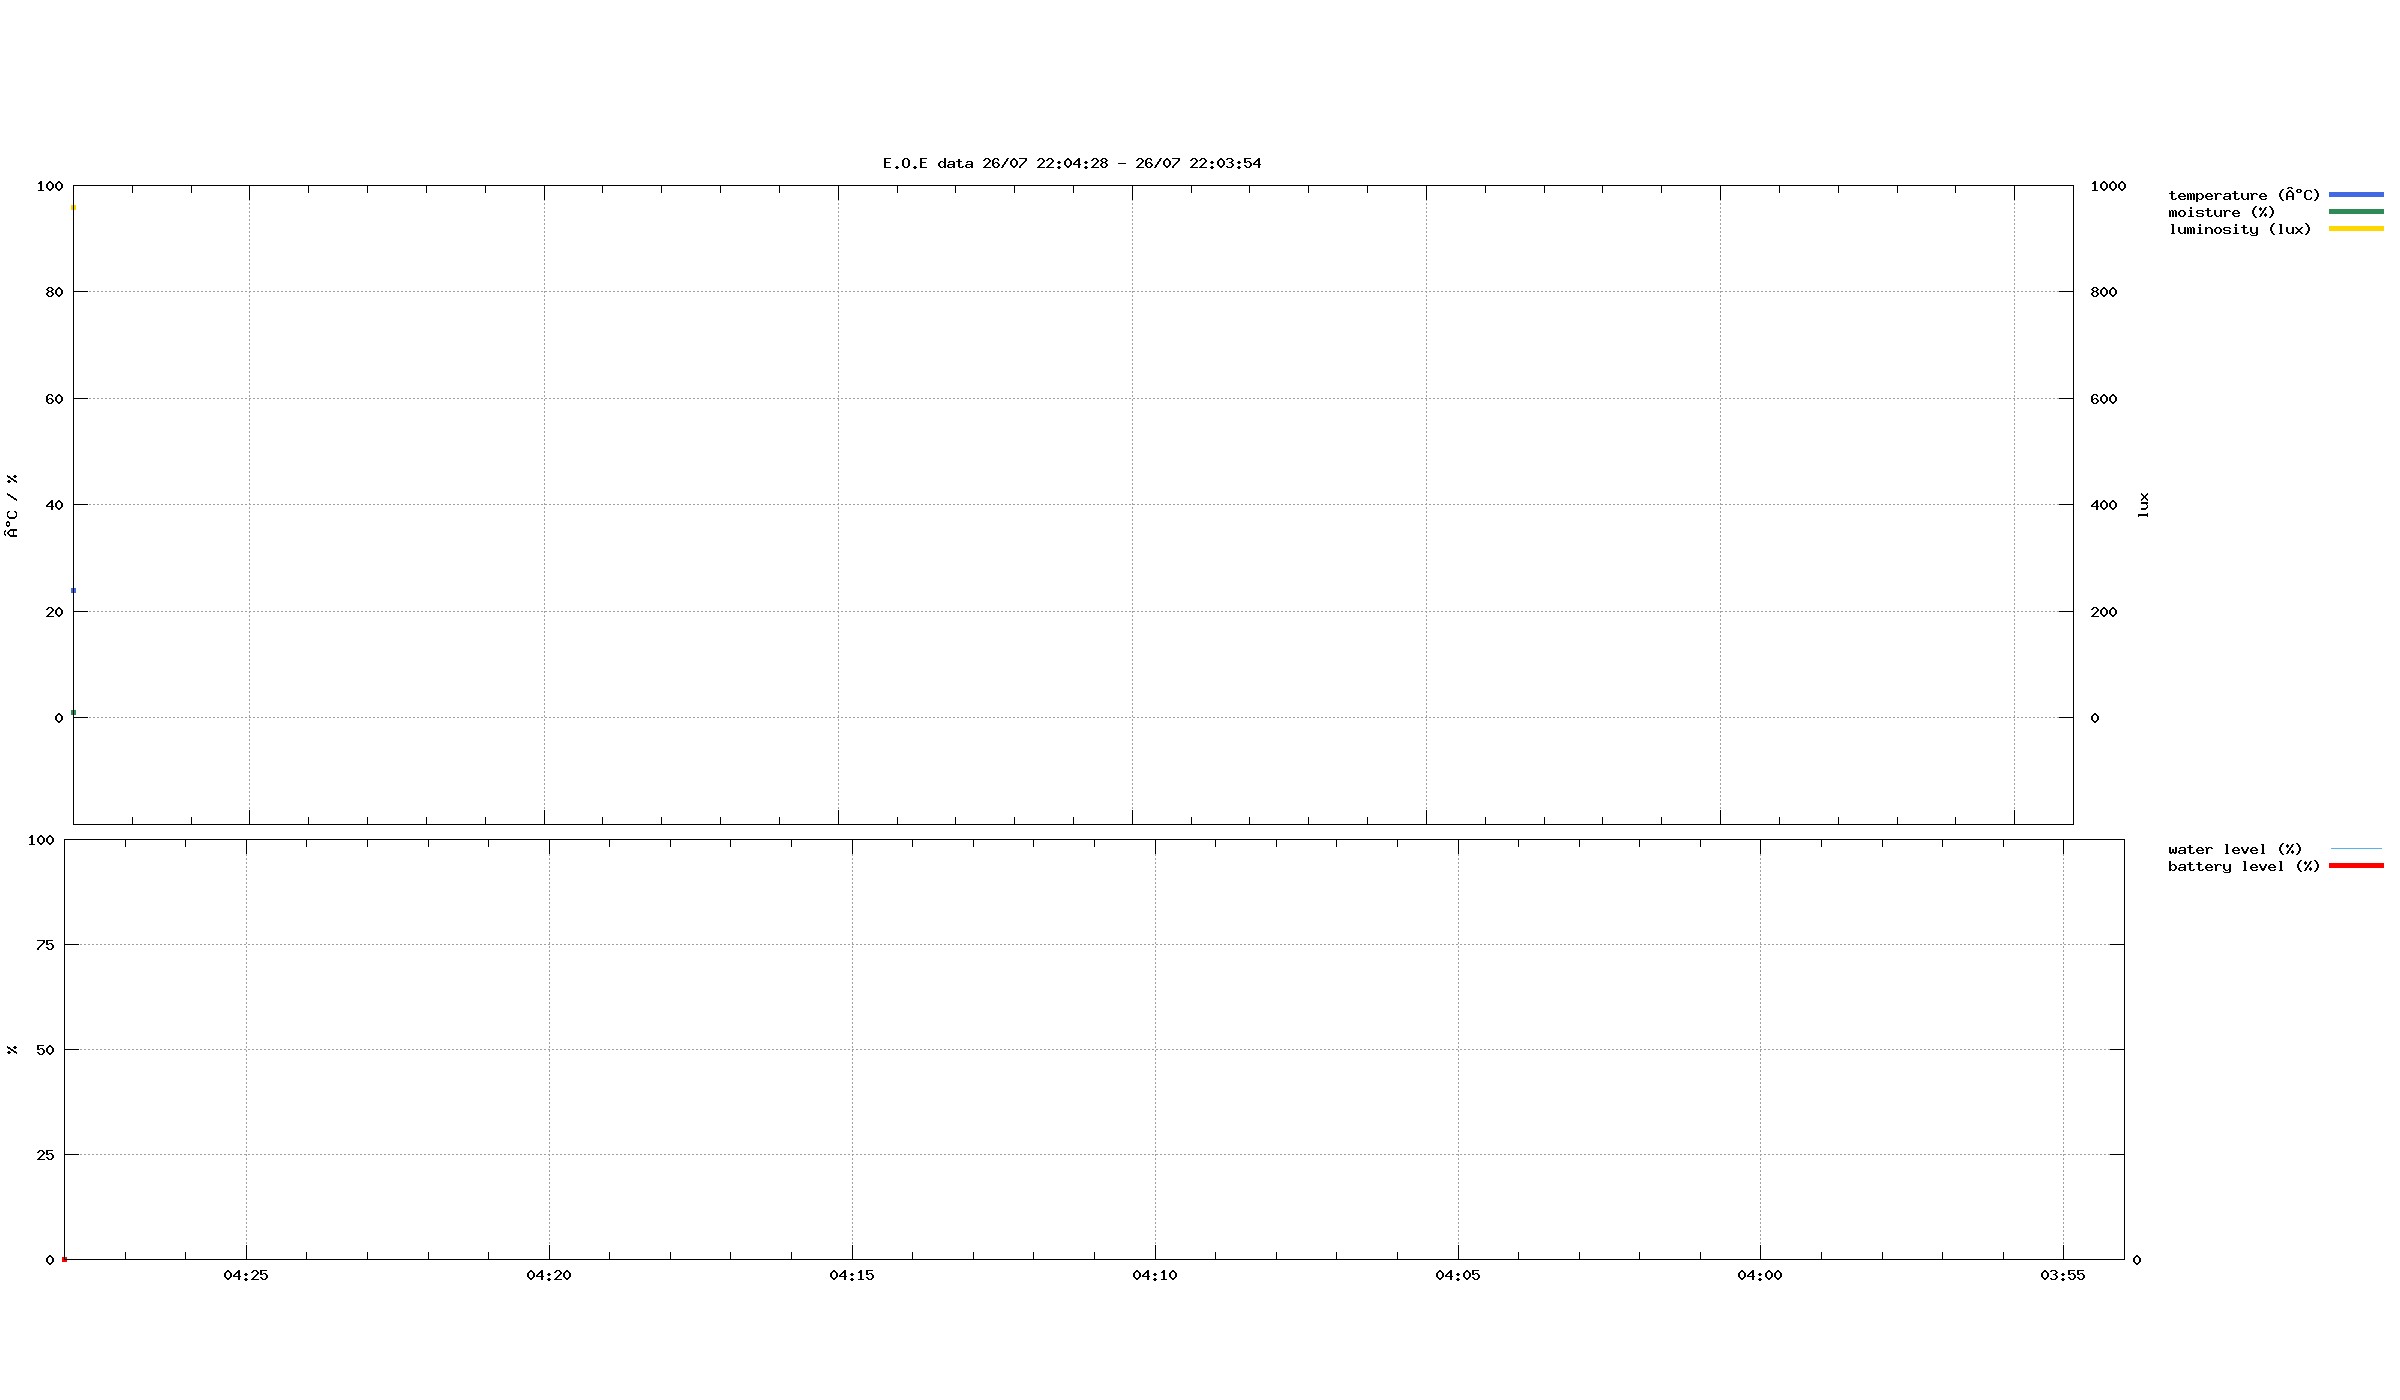 E.O.E data 26/07 22:04:28 - 26/07 22:03:54
100
80
60
40
20
0
Â°C / %
1000
800
600
400
200
0
lux
temperature (Â°C)
moisture (%)
luminosity (lux)
100
75
50
25
0
%
0
water level (%)
battery level (%)
04:25 04:20 04:15 04:10 04:05 04:00 03:55